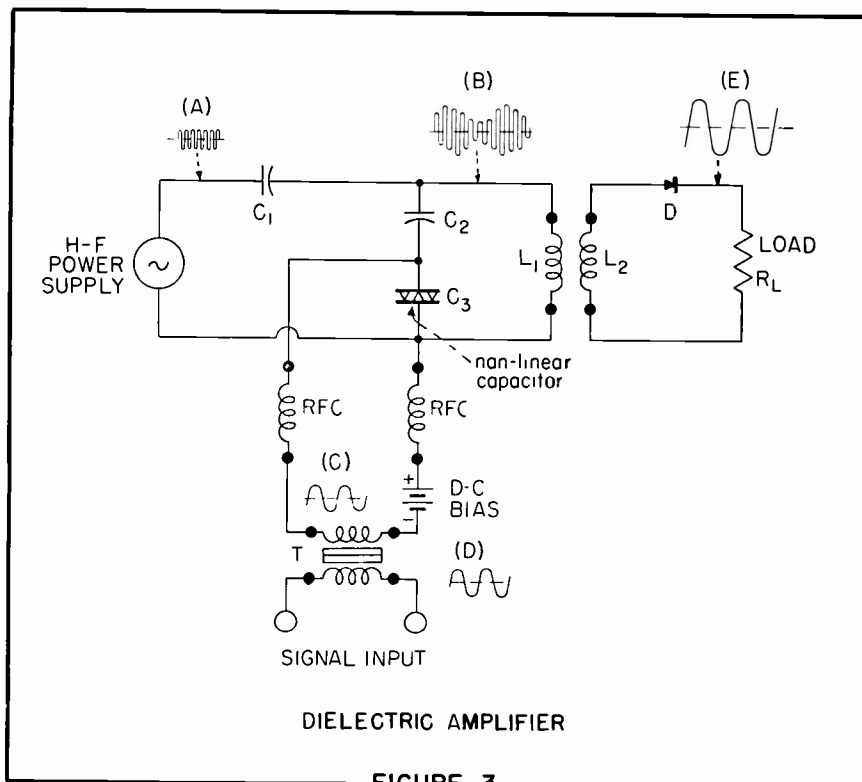 (A)
(B)
(E)
C1
C2
D
H-F
POWER
SUPPLY
L1
L2
LOAD
RL
C3
nan-linear
capacitor
RFC
RFC
(C)
+
D-C
BIAS
-
T
(D)
SIGNAL INPUT
DIELECTRIC AMPLIFIER
FIGURE 3